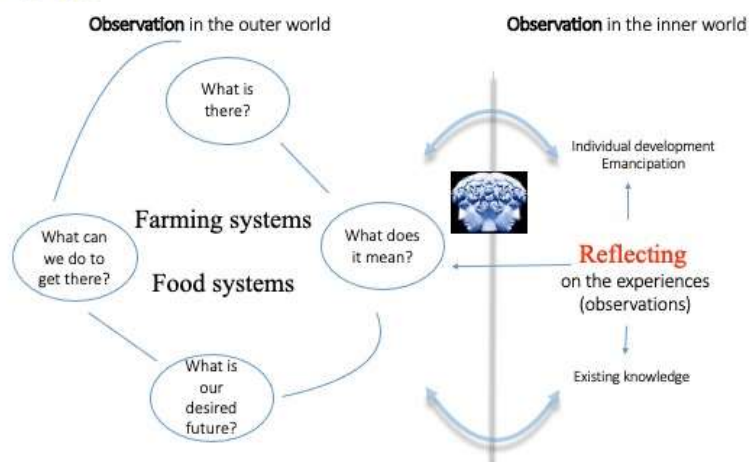 Observation in the outer world
Observation in the inner world
What is
there?
Individual development
Emancipation
Farming systems
What can
we do to
get there?
What does
it mean?
Food systems
Reflecting
on the experiences
(observations)
What is
our
desired
future?
Existing knowledge